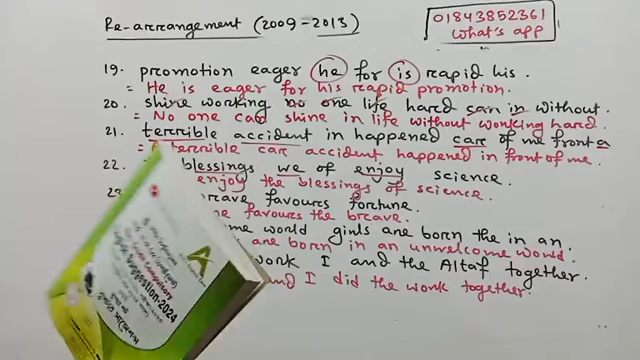 Re-arrangement (2009-2013)
01843852361
What's app
19. promotion eager he for is rapid his.
= He is eager for his rapid promotion.
20. shine working no one life hard can in without.
= No one can shine in life without working hard.
21. terrible accident in happened car of me front a
= A terrible car accident happened in front of me.
22. blessings we of enjoy science.
enjoy the blessings of science.
favours fortune.
favours the breave.
world girls are born the in an.
are born in an unwelcome would.
work I and the Altaf together.
and I did the work together.
2024